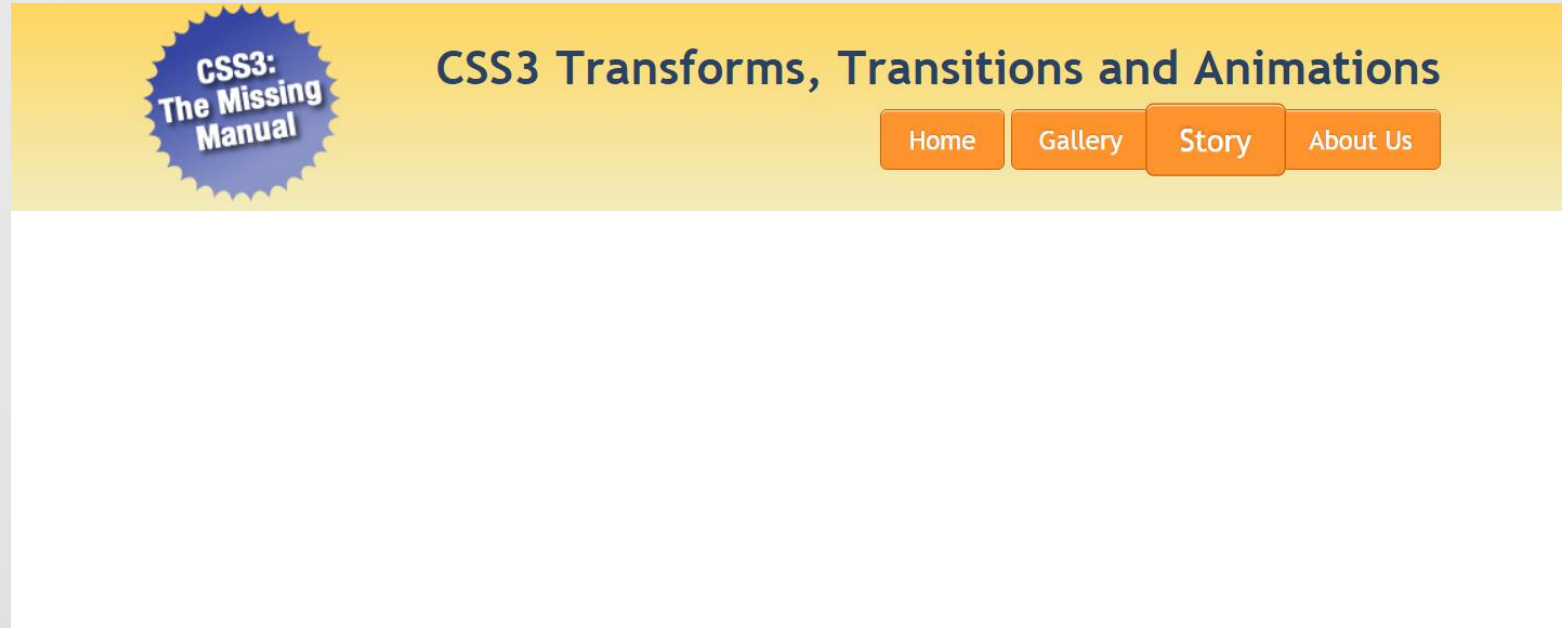 CSS3:
The Missing
Manual
CSS3 Transforms, Transitions and Animations
Home Gallery Story About Us